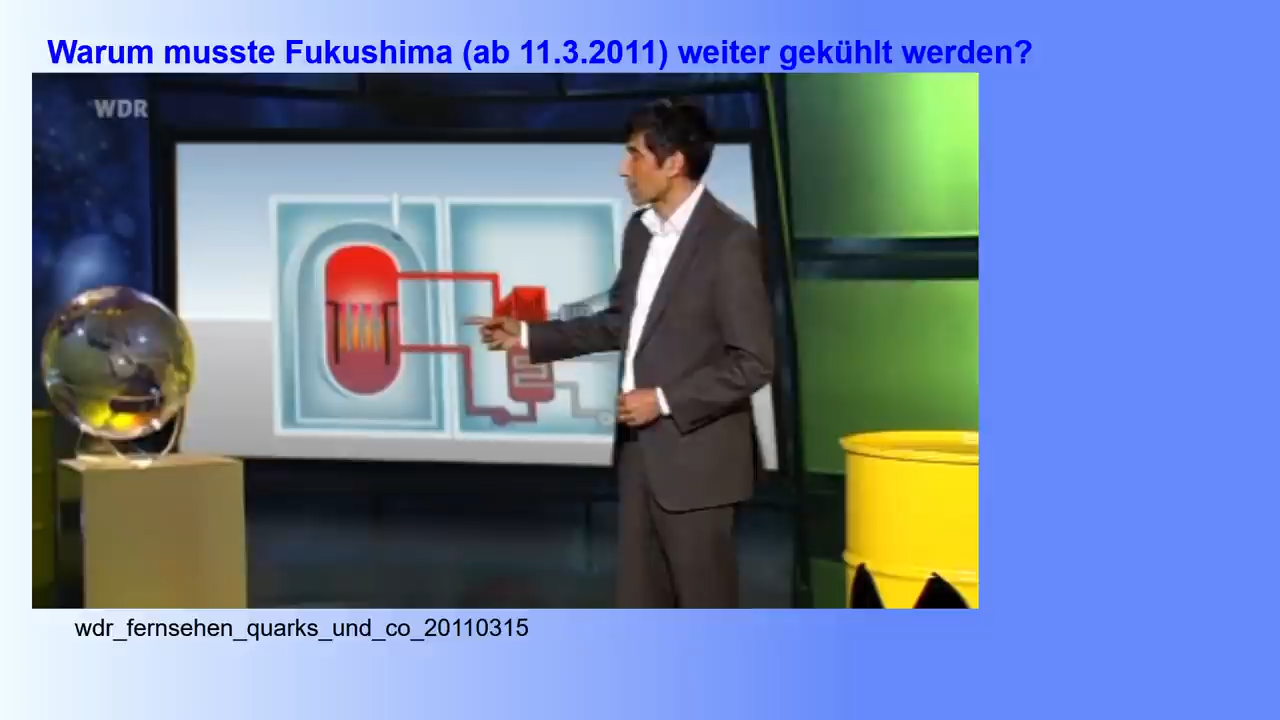 Warum musste Fukushima (ab 11.3.2011) weiter gekühlt werden?
WDR
wdr_fernsehen_quarks_und_co_20110315